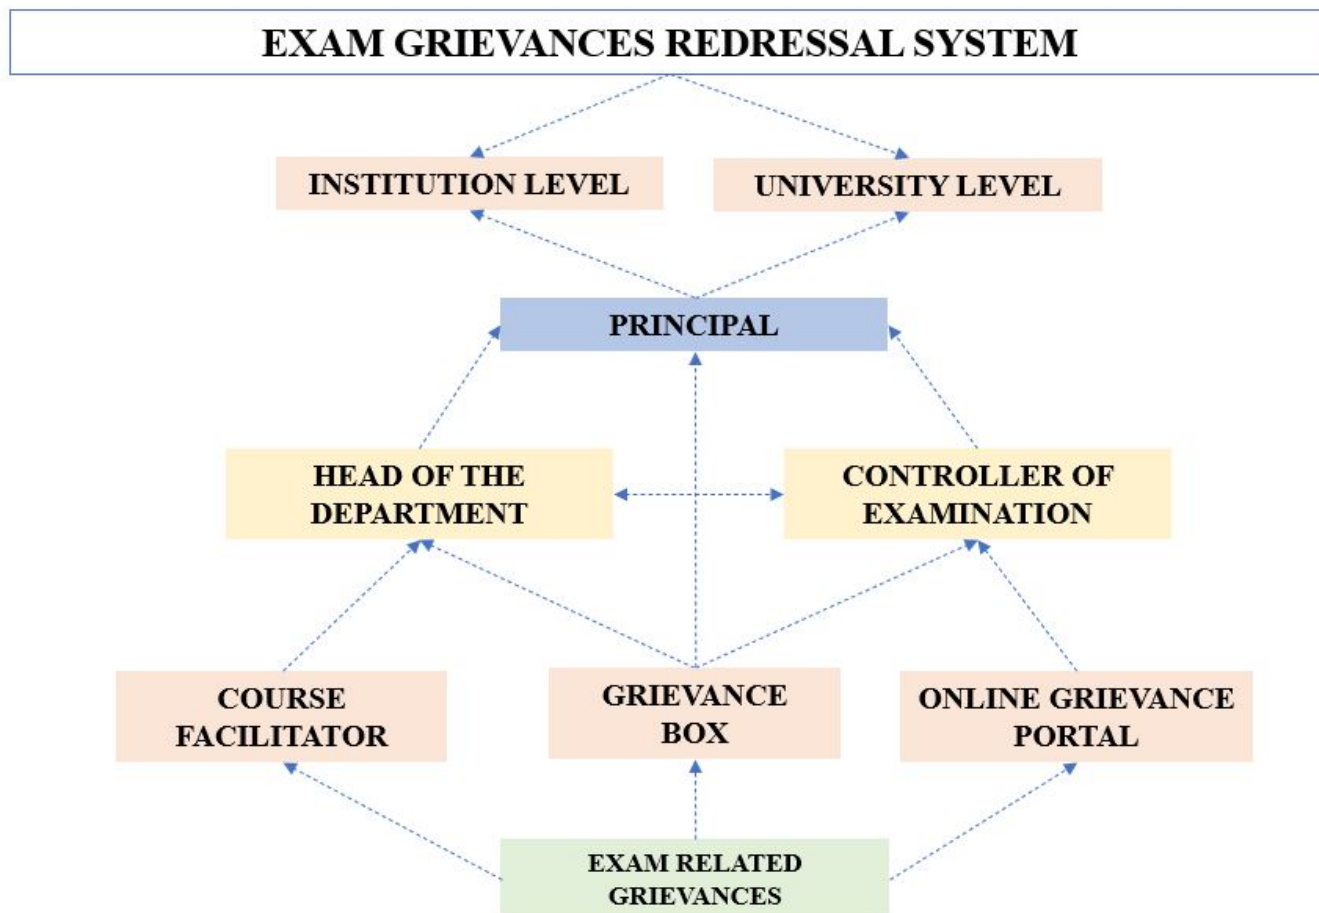 EXAM GRIEVANCES REDRESSAL SYSTEM
INSTITUTION LEVEL
UNIVERSITY LEVEL
PRINCIPAL
HEAD OF THE
DEPARTMENT
CONTROLLER OF
EXAMINATION
COURSE
FACILITATOR
GRIEVANCE
BOX
ONLINE GRIEVANCE
PORTAL
EXAM RELATED
GRIEVANCES